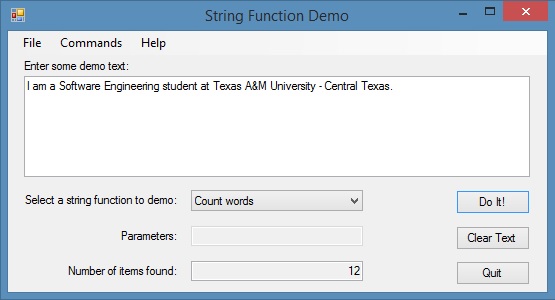 String Function Demo
File Commands Help
Enter some demo text:
I am a Software Engineering student at Texas A&M University - Central Texas.
Select a string function to demo: Count words Do It!
Parameters: Clear Text
Number of items found: 12 Quit